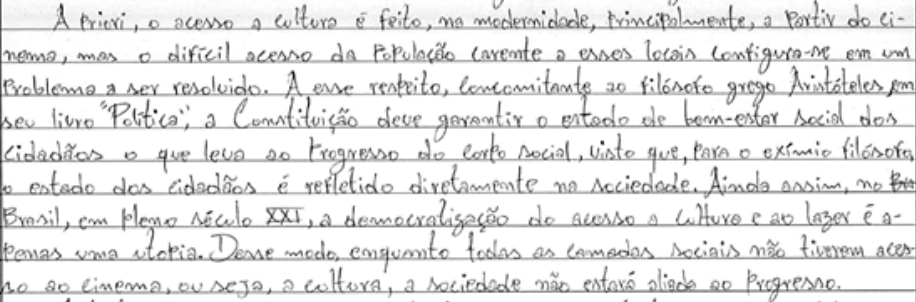 A priori, o acesso a cultura é feito, na modernidade, principalmente, a partir do ci-
nema, mas o difícil acesso da população carente a esses locais configura-se em um
problema a ser resolvido. A esse respeito, concomitante ao filósofo grego Aristóteles, em
seu livro "Política", a Constituição deve garantir o estado de bem-estar social dos
cidadãos o que leva ao progresso do corpo social, visto que, para o exímio filósofo,
o estado dos cidadãos é refletido diretamente na sociedade. Ainda assim, no
Brasil, em pleno século XXI, a democratização do acesso a cultura e ao lazer é a-
penas uma utopia. Desse modo, enquanto todas as camadas sociais não tiverem aces-
so ao cinema, ou seja, a cultura, a sociedade não estará aliada ao progresso.